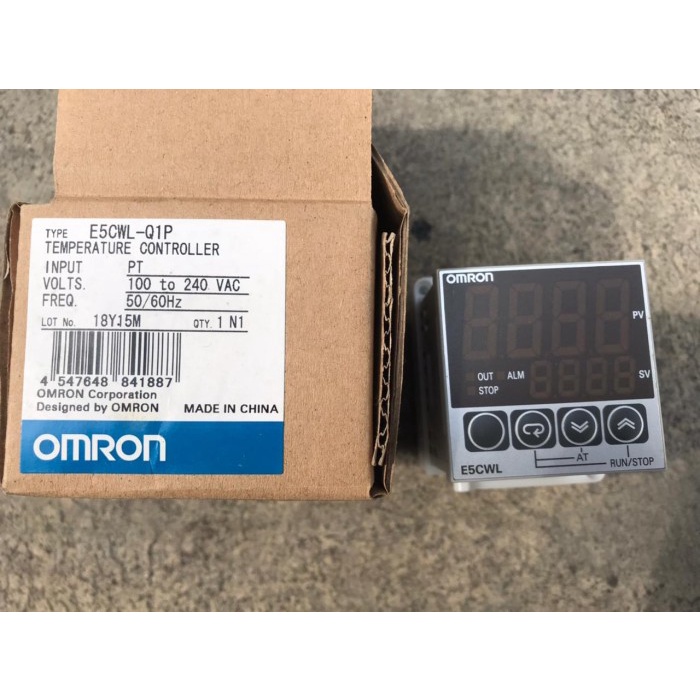 TYPE E5CWL-Q1P
TEMPERATURE CONTROLLER
INPUT PT
VOLTS. 100 to 240 VAC
FREQ. 50/60Hz
LOT No. 18Y15M QTY. 1 N1
4 547648 841887
OMRON Corporation
Designed by OMRON MADE IN CHINA
OMRON
OMRON
PV
OUT ALM
SV
STOP
AT
E5CWL RUN/STOP